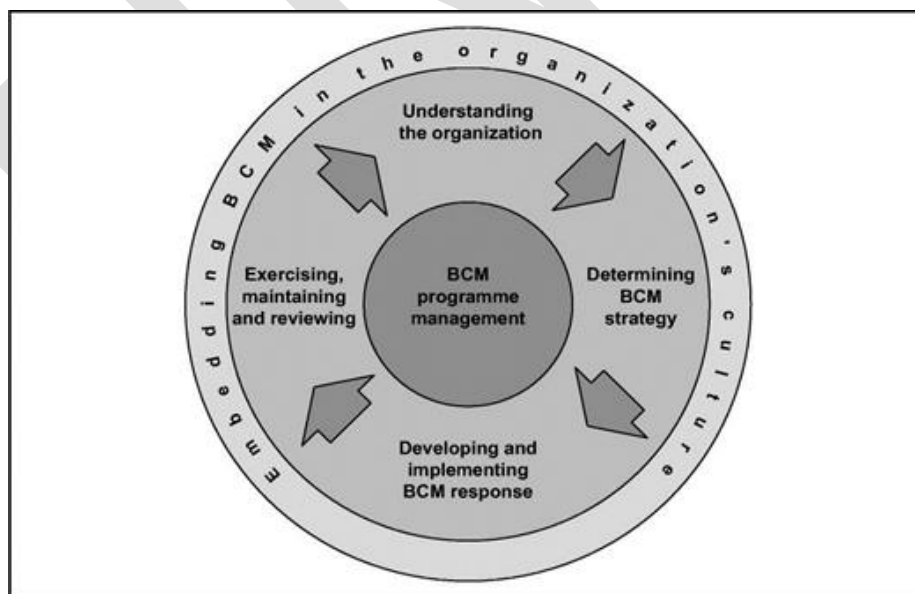 Embedding BCM in the organization's culture
Understanding
the organization
Exercising,
maintaining
and reviewing
BCM
programme
management
Determining
BCM
strategy
Developing and
implementing
BCM response